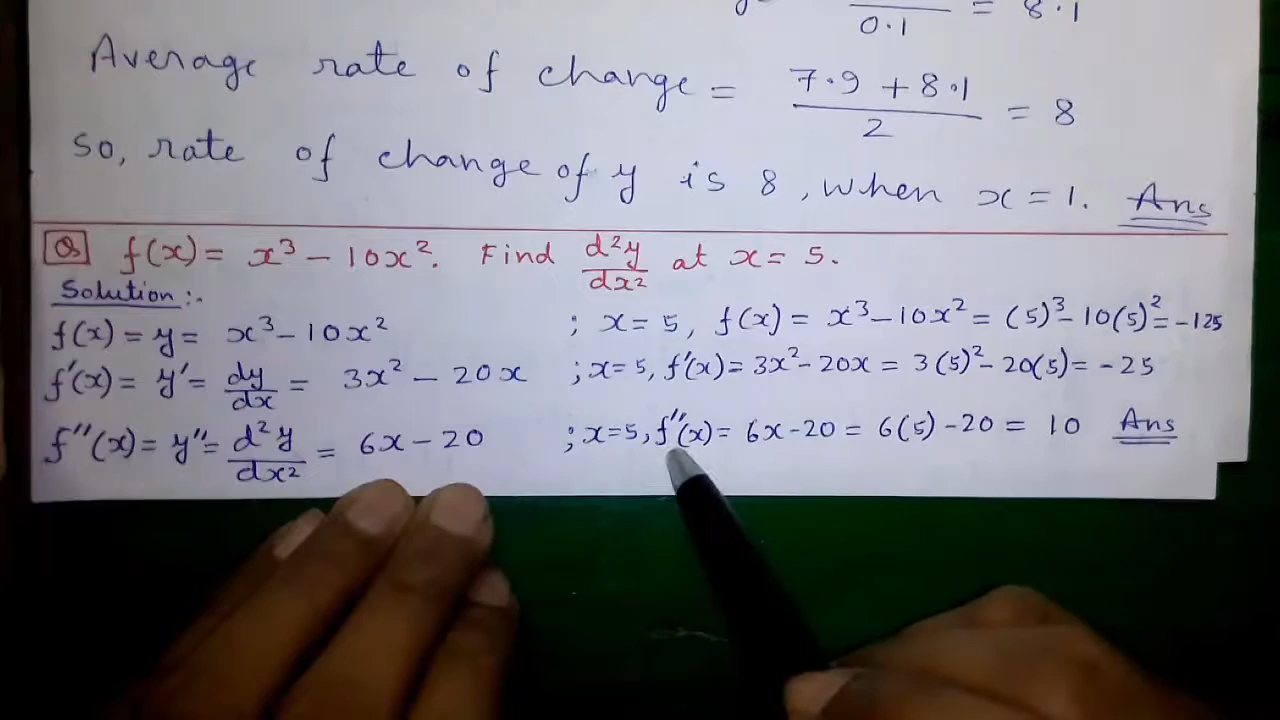 0.1 = 8.1
Average rate of change = 7.9 + 8.1 / 2 = 8
So, rate of change of y is 8, when x = 1. Ans
Q f(x) = x³ - 10x². Find d²y/dx² at x = 5.
Solution:-
f(x) = y = x³ - 10x² ; x = 5, f(x) = x³ - 10x² = (5)³ - 10(5)² = -125
f'(x) = y' = dy/dx = 3x² - 20x ; x = 5, f'(x) = 3x² - 20x = 3(5)² - 20(5) = -25
f''(x) = y'' = d²y/dx² = 6x - 20 ; x = 5, f''(x) = 6x - 20 = 6(5) - 20 = 10 Ans